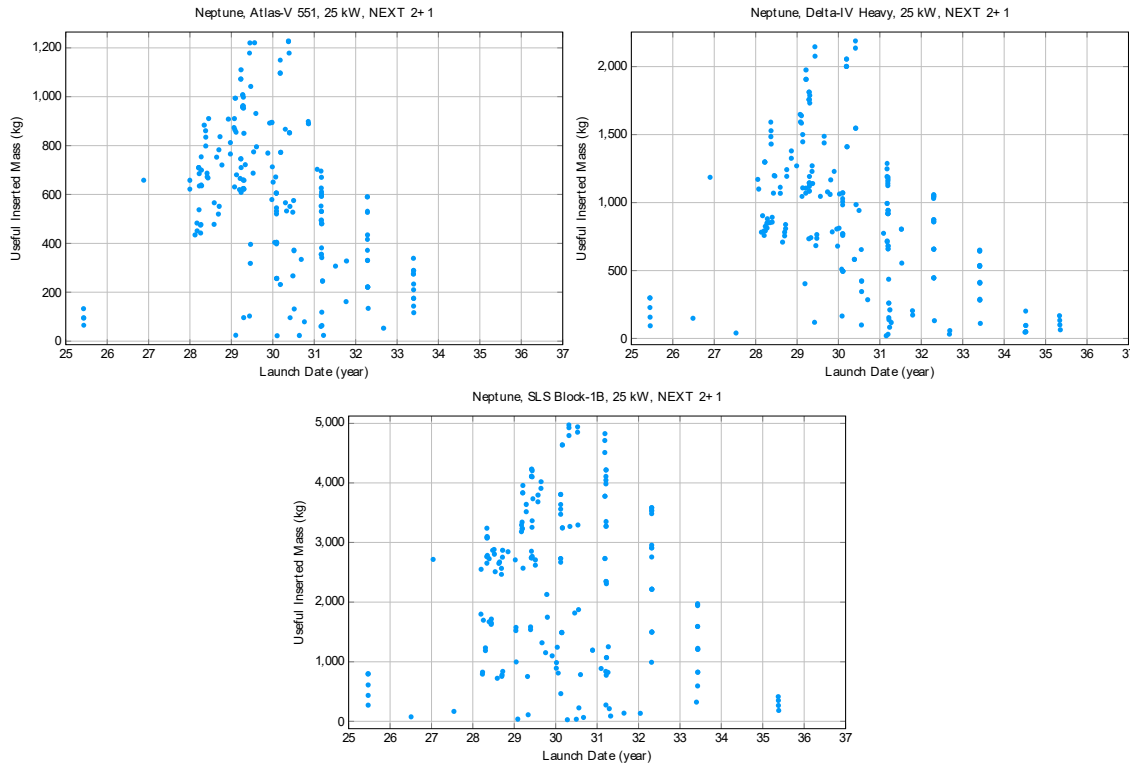 Neptune, Atlas-V 551, 25 kW, NEXT 2+1
Useful Inserted Mass (kg)
1,200
1,000
800
600
400
200
0
25 26 27 28 29 30 31 32 33 34 35 36 37
Launch Date (year)
Neptune, Delta-IV Heavy, 25 kW, NEXT 2+1
Useful Inserted Mass (kg)
2,000
1,500
1,000
500
0
25 26 27 28 29 30 31 32 33 34 35 36 37
Launch Date (year)
Neptune, SLS Block-1B, 25 kW, NEXT 2+1
Useful Inserted Mass (kg)
5,000
4,000
3,000
2,000
1,000
0
25 26 27 28 29 30 31 32 33 34 35 36 37
Launch Date (year)